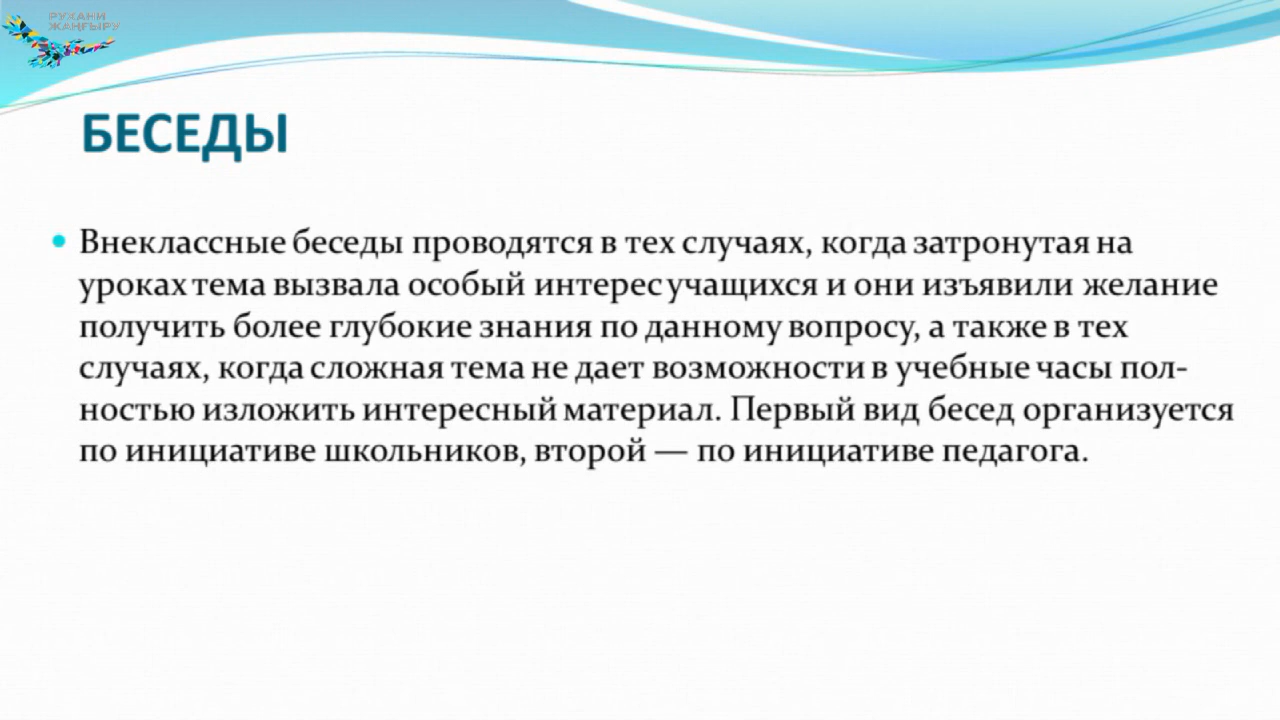 РУХАНИ
ЖАҢҒЫРУ
БЕСЕДЫ
Внеклассные беседы проводятся в тех случаях, когда затронутая на
уроках тема вызвала особый интерес учащихся и они изъявили желание
получить более глубокие знания по данному вопросу, а также в тех
случаях, когда сложная тема не дает возможности в учебные часы пол-
ностью изложить интересный материал. Первый вид бесед организуется
по инициативе школьников, второй — по инициативе педагога.